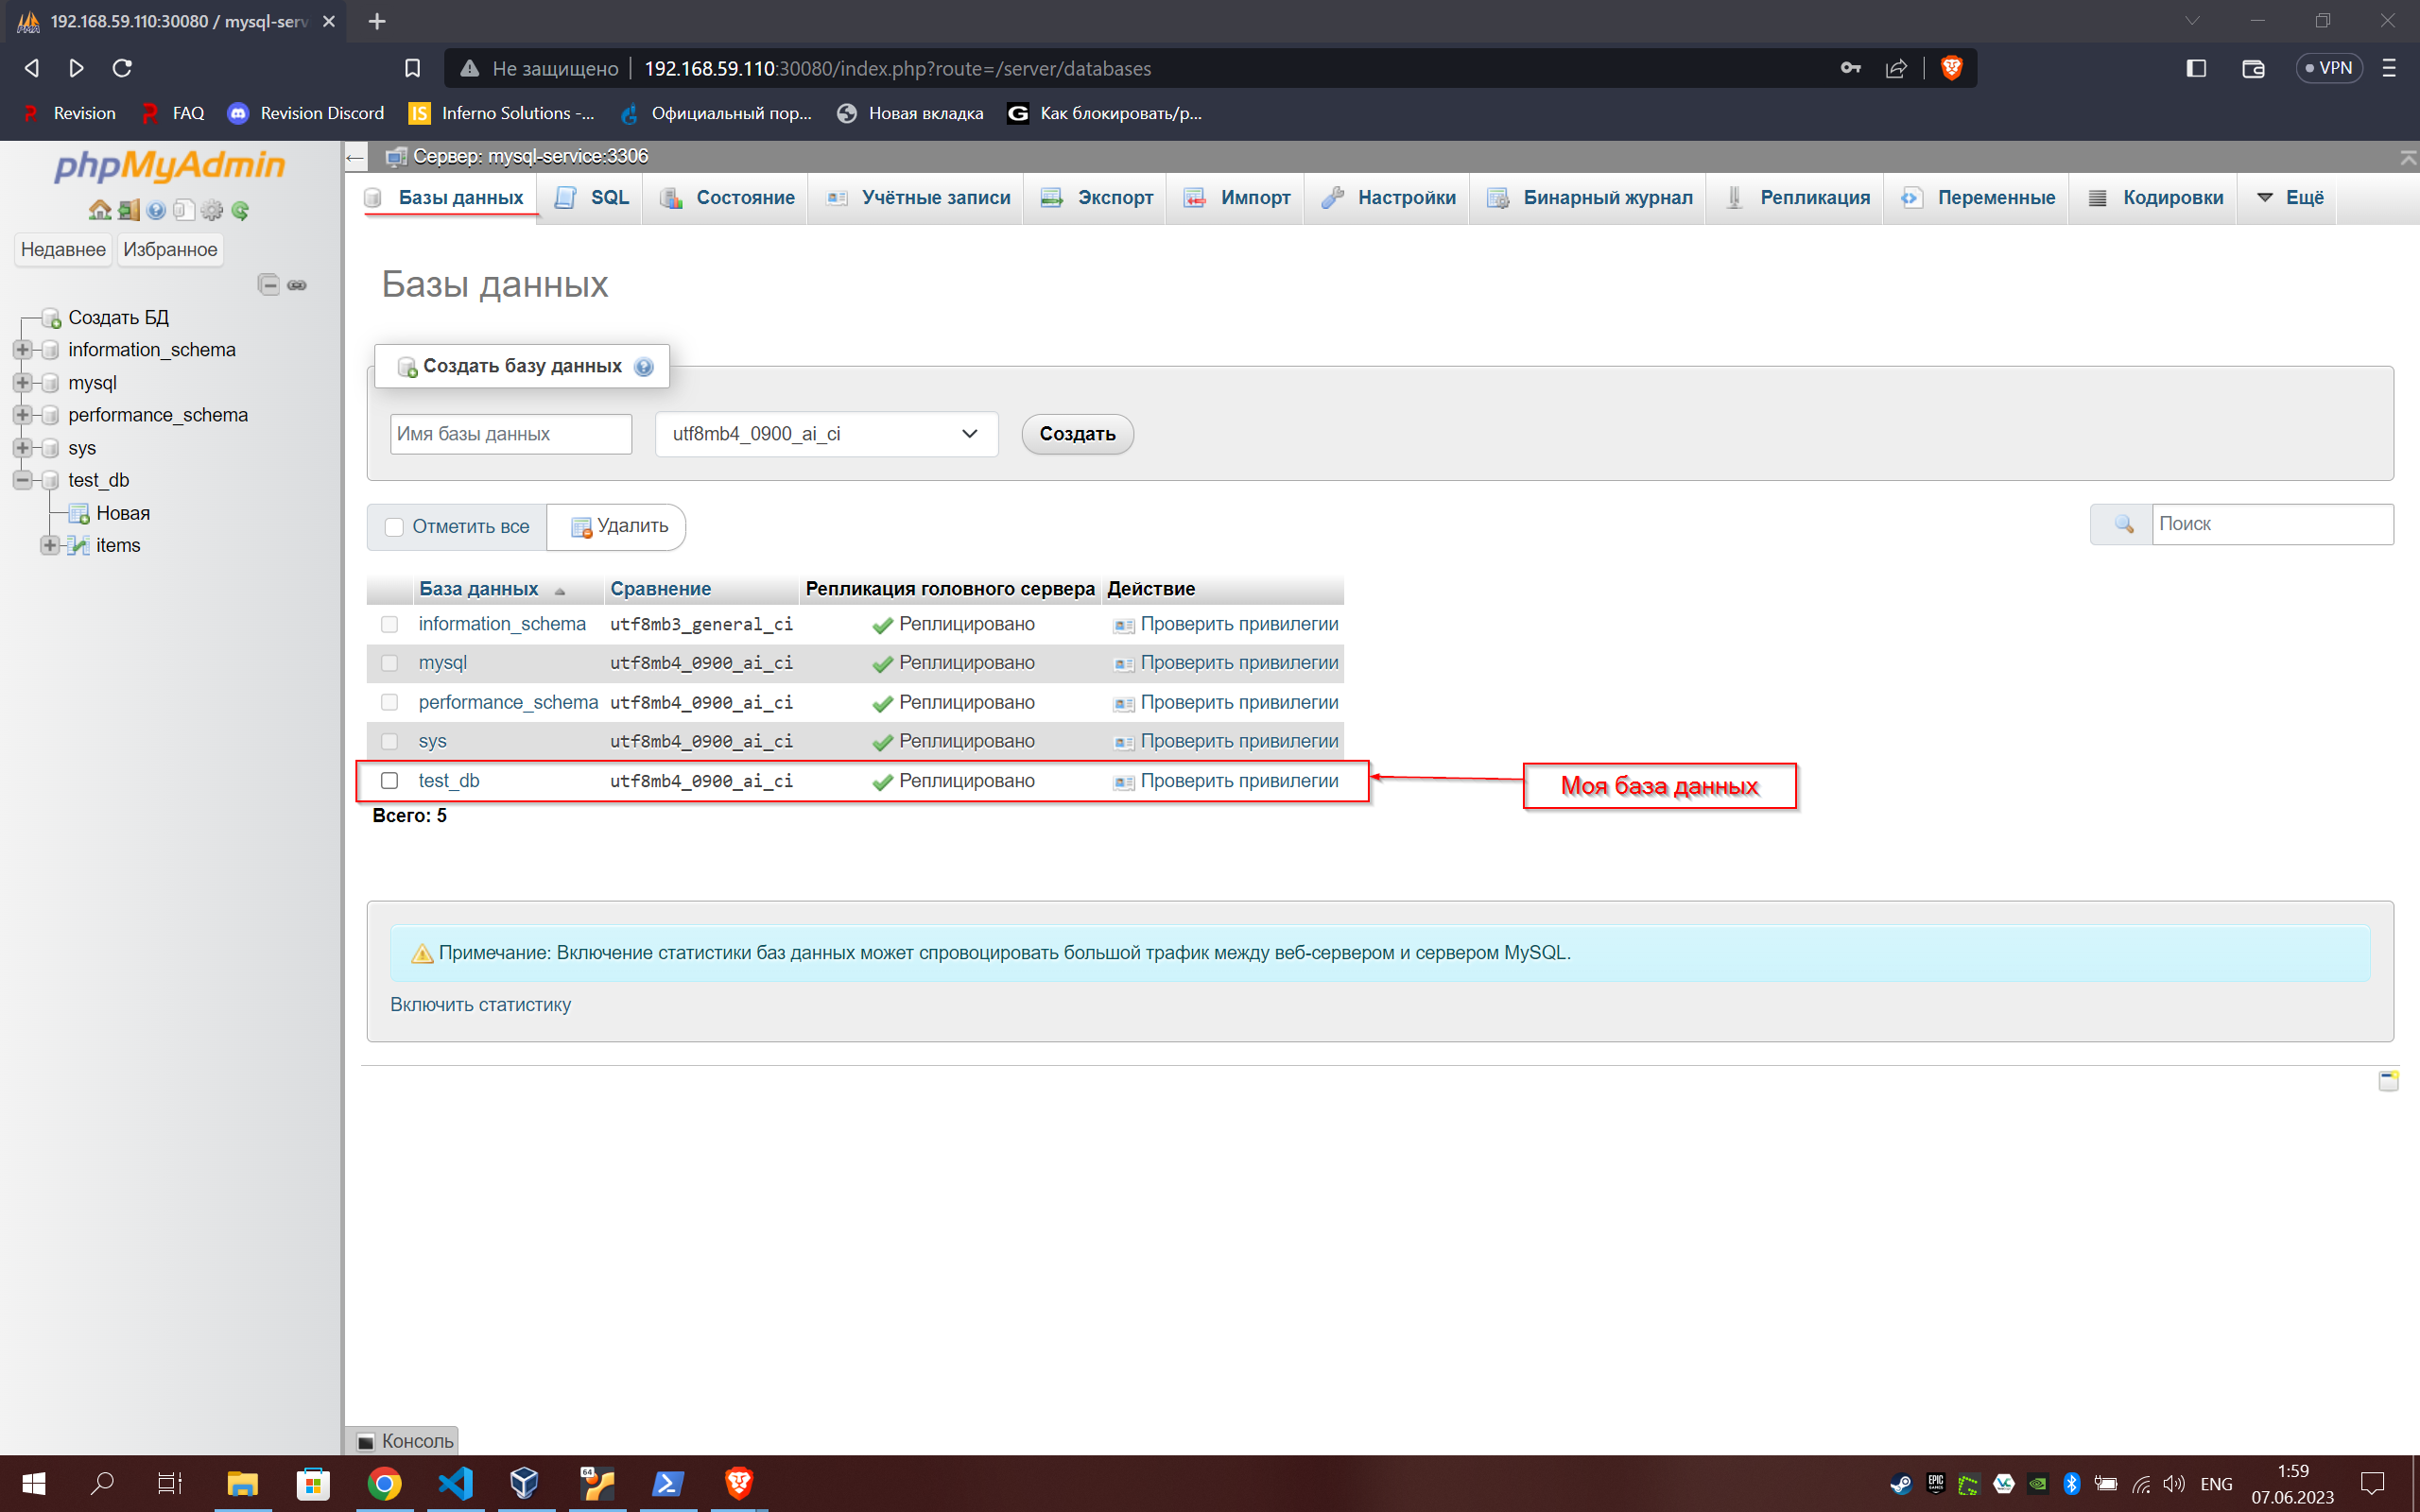 192.168.59.110:30080 / mysql-serv
Не защищено
192.168.59.110:30080/index.php?route=/server/databases
VPN
Revision
FAQ
Revision Discord
IS
Inferno Solutions -...
Официальный пор...
Новая вкладка
G
Как блокировать/р...
phpMyAdmin
Недавнее
Избранное
Создать БД
information_schema
mysql
performance_schema
sys
test_db
Новая
items
Сервер: mysql-service:3306
Базы данных
SQL
Состояние
Учётные записи
Экспорт
Импорт
Настройки
Бинарный журнал
Репликация
Переменные
Кодировки
Ещё
Базы данных
Создать базу данных
Имя базы данных
utf8mb4_0900_ai_ci
Создать
Отметить все
Удалить
Поиск
База данных Сравнение Репликация головного сервера Действие
information_schema utf8mb3_general_ci Реплицировано Проверить привилегии
mysql utf8mb4_0900_ai_ci Реплицировано Проверить привилегии
performance_schema utf8mb4_0900_ai_ci Реплицировано Проверить привилегии
sys utf8mb4_0900_ai_ci Реплицировано Проверить привилегии
test_db utf8mb4_0900_ai_ci Реплицировано Проверить привилегии
Моя база данных
Всего: 5
Примечание: Включение статистики баз данных может спровоцировать большой трафик между веб-сервером и сервером MySQL.
Включить статистику
Консоль
64
EPIC
GAMES
ENG
1:59
07.06.2023